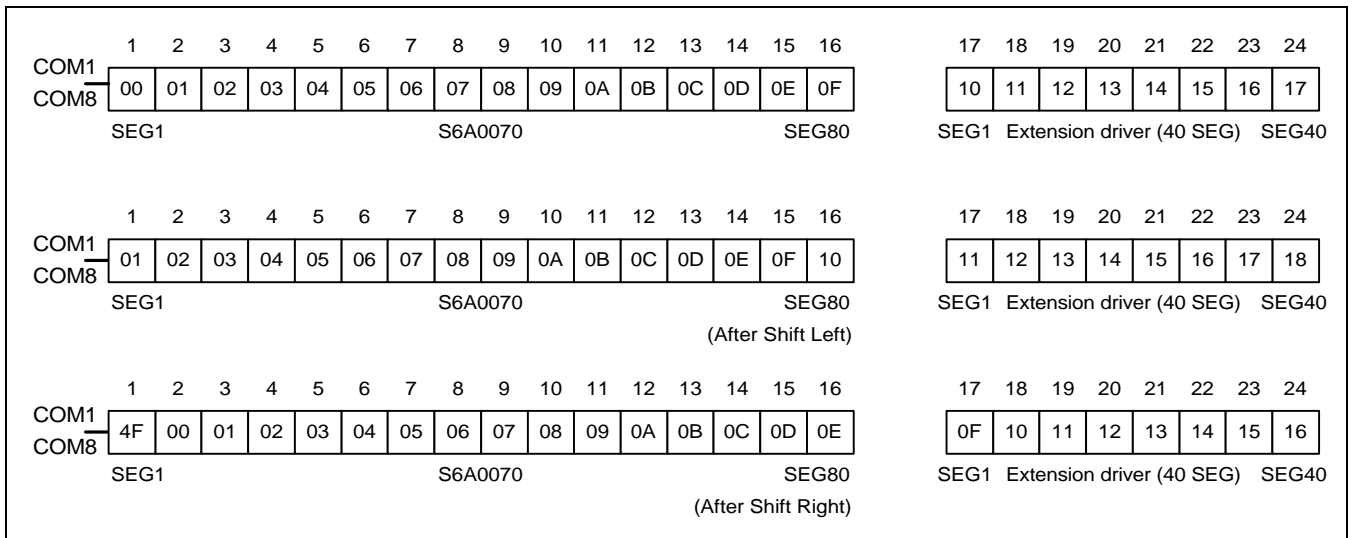 1 2 3 4 5 6 7 8 9 10 11 12 13 14 15 16 17 18 19 20 21 22 23 24
COM1
COM8
00 01 02 03 04 05 06 07 08 09 0A 0B 0C 0D 0E 0F 10 11 12 13 14 15 16 17
SEG1 S6A0070 SEG80 SEG1 Extension driver (40 SEG) SEG40
1 2 3 4 5 6 7 8 9 10 11 12 13 14 15 16 17 18 19 20 21 22 23 24
COM1
COM8
01 02 03 04 05 06 07 08 09 0A 0B 0C 0D 0E 0F 10 11 12 13 14 15 16 17 18
SEG1 S6A0070 SEG80 SEG1 Extension driver (40 SEG) SEG40
(After Shift Left)
1 2 3 4 5 6 7 8 9 10 11 12 13 14 15 16 17 18 19 20 21 22 23 24
COM1
COM8
4F 00 01 02 03 04 05 06 07 08 09 0A 0B 0C 0D 0E 0F 10 11 12 13 14 15 16
SEG1 S6A0070 SEG80 SEG1 Extension driver (40 SEG) SEG40
(After Shift Right)